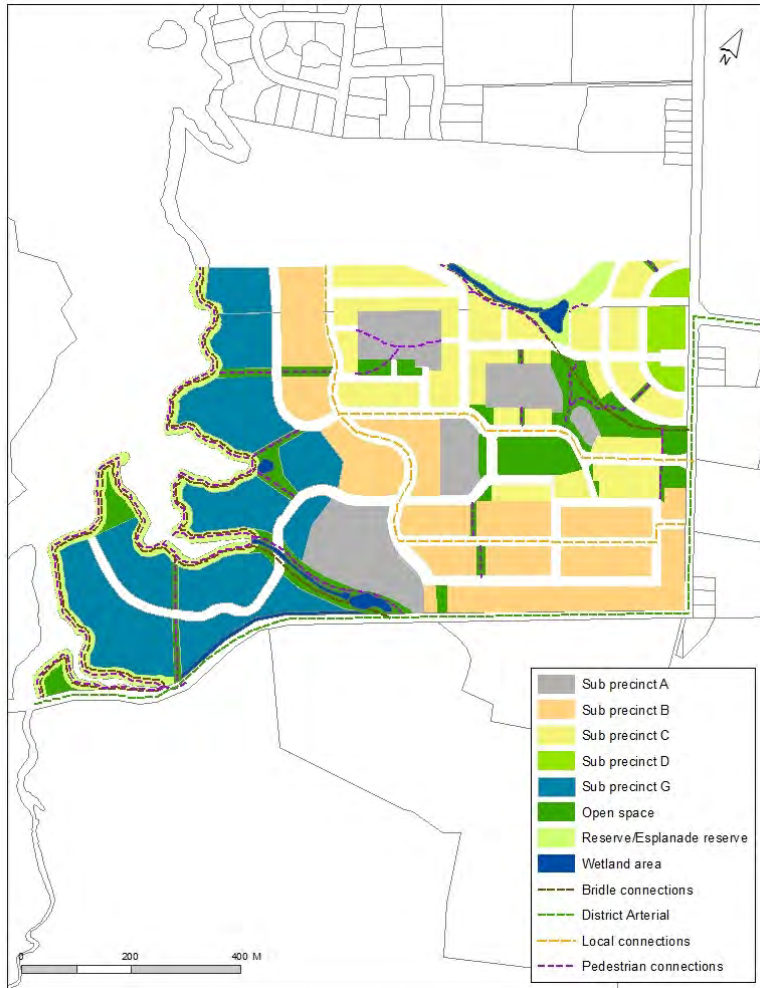 N
Sub precinct A
Sub precinct B
Sub precinct C
Sub precinct D
Sub precinct G
Open space
Reserve/Esplanade reserve
Wetland area
Bridle connections
District Arterial
Local connections
Pedestrian connections
0 200 400 M